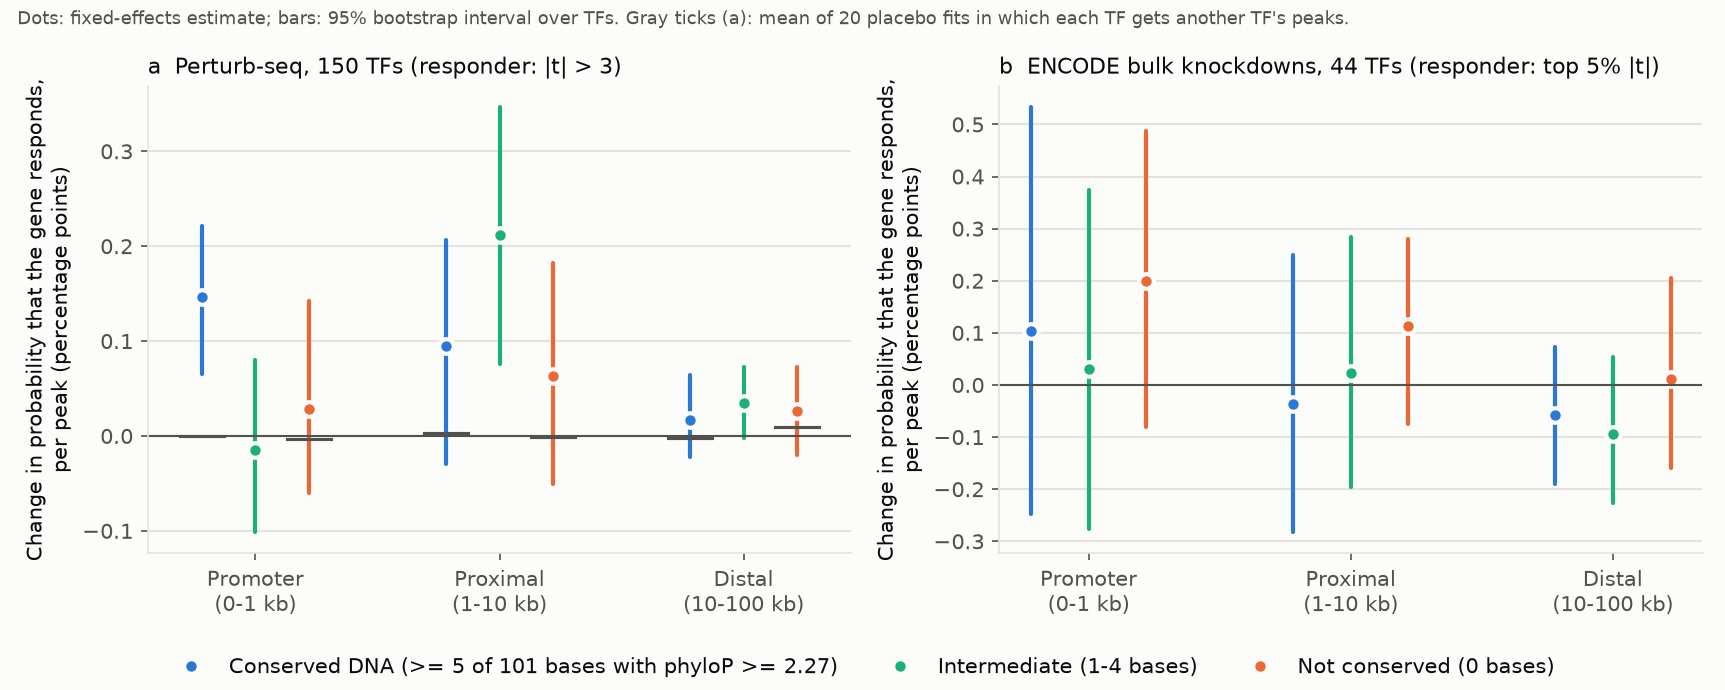 Dots: fixed-effects estimate; bars: 95% bootstrap interval over TFs. Gray ticks (a): mean of 20 placebo fits in which each TF gets another TF's peaks.
a Perturb-seq, 150 TFs (responder: |t| > 3)
Change in probability that the gene responds,
per peak (percentage points)
0.3
0.2
0.1
0.0
−0.1
Promoter
(0-1 kb)
Proximal
(1-10 kb)
Distal
(10-100 kb)
b ENCODE bulk knockdowns, 44 TFs (responder: top 5% |t|)
Change in probability that the gene responds,
per peak (percentage points)
0.5
0.4
0.3
0.2
0.1
0.0
−0.1
−0.2
−0.3
Promoter
(0-1 kb)
Proximal
(1-10 kb)
Distal
(10-100 kb)
Conserved DNA (>= 5 of 101 bases with phyloP >= 2.27)
Intermediate (1-4 bases)
Not conserved (0 bases)